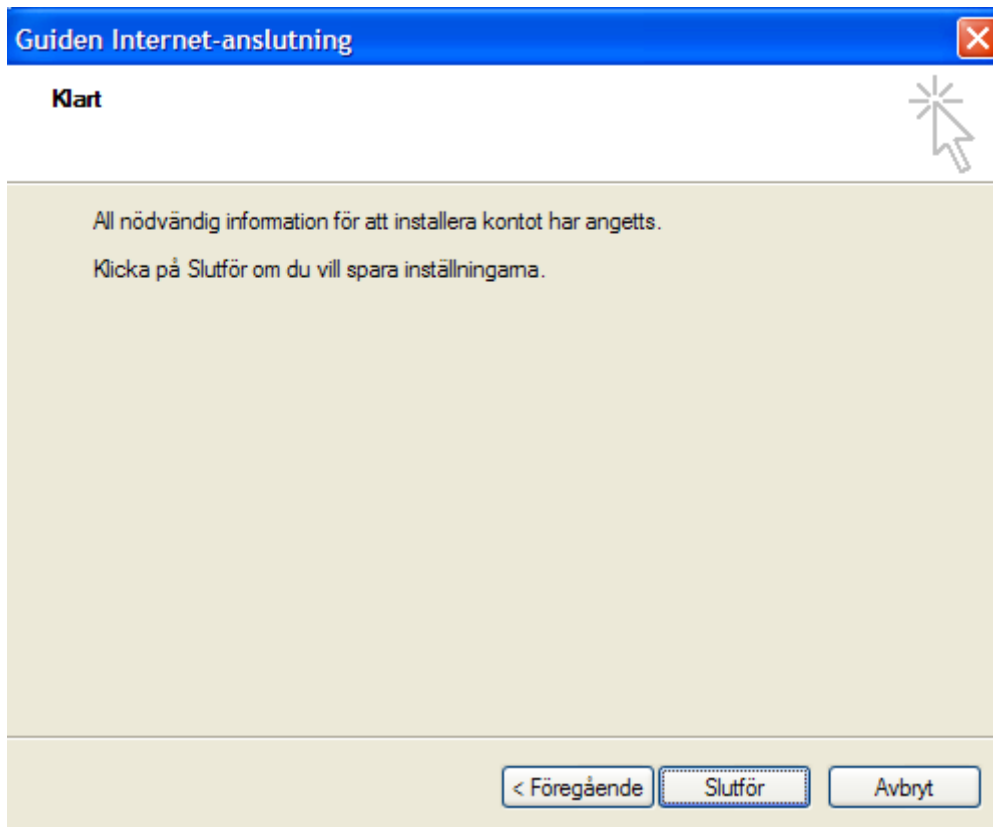 Guiden Internet-anslutning
Klart
All nödvändig information för att installera kontot har angetts.
Klicka på Slutför om du vill spara inställningarna.
< Föregående
Slutför
Avbryt